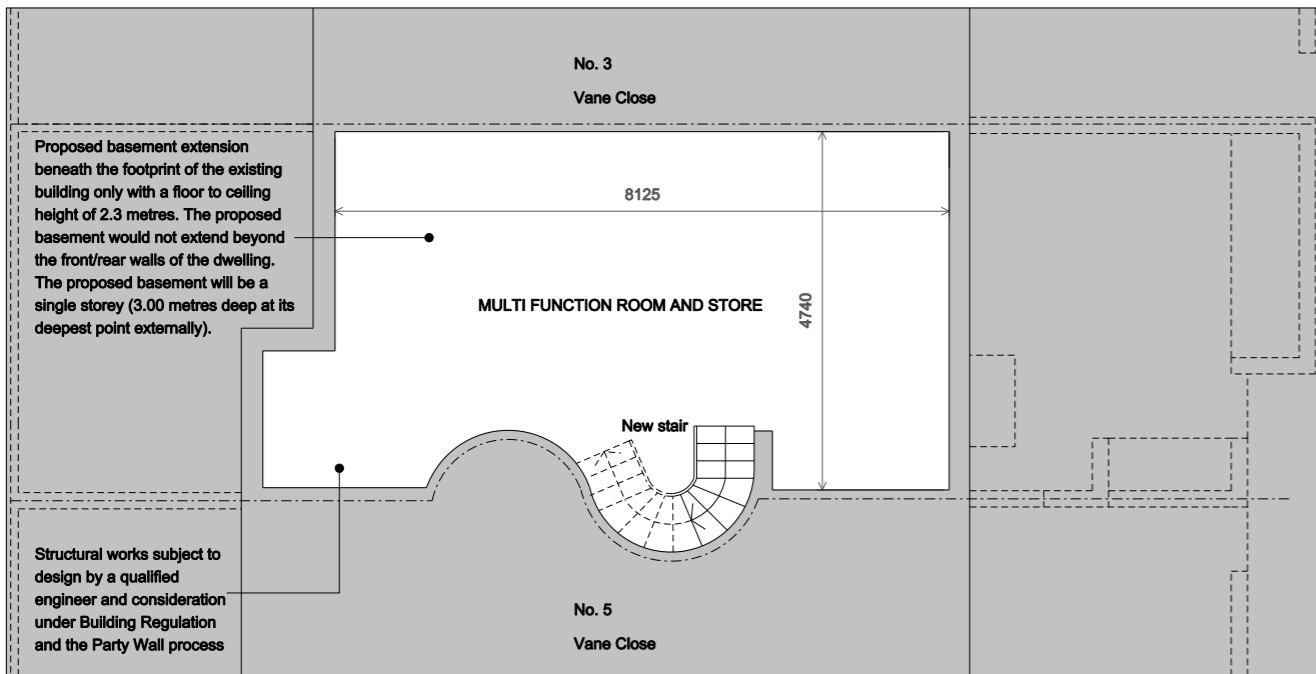 No. 3
Vane Close
Proposed basement extension
beneath the footprint of the existing
building only with a floor to ceiling
height of 2.3 metres. The proposed
basement would not extend beyond
the front/rear walls of the dwelling.
The proposed basement will be a
single storey (3.00 metres deep at its
deepest point externally).
8125
MULTI FUNCTION ROOM AND STORE
4740
New stair
Structural works subject to
design by a qualified
engineer and consideration
under Building Regulation
and the Party Wall process
No. 5
Vane Close